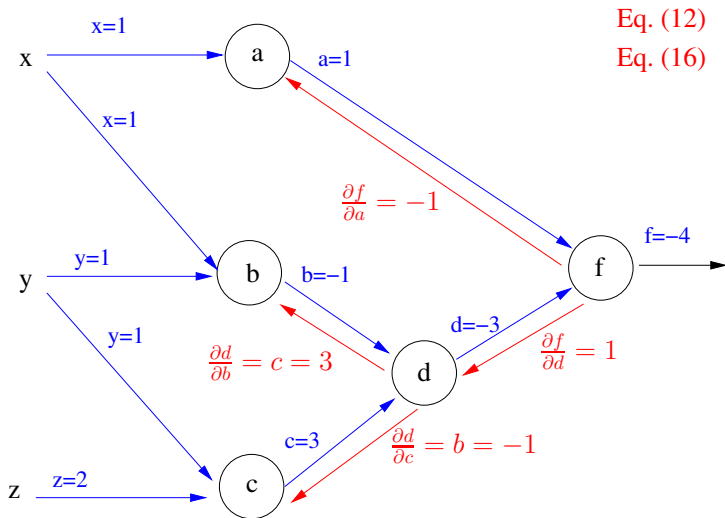 x=1
Eq. (12)
x
a
a=1
Eq. (16)
x=1
∂f/∂a = −1
f=−4
y=1
y
b
b=−1
f
y=1
d=−3
∂d/∂b = c = 3
∂f/∂d = 1
d
c=3
∂d/∂c = b = −1
z=2
z
c